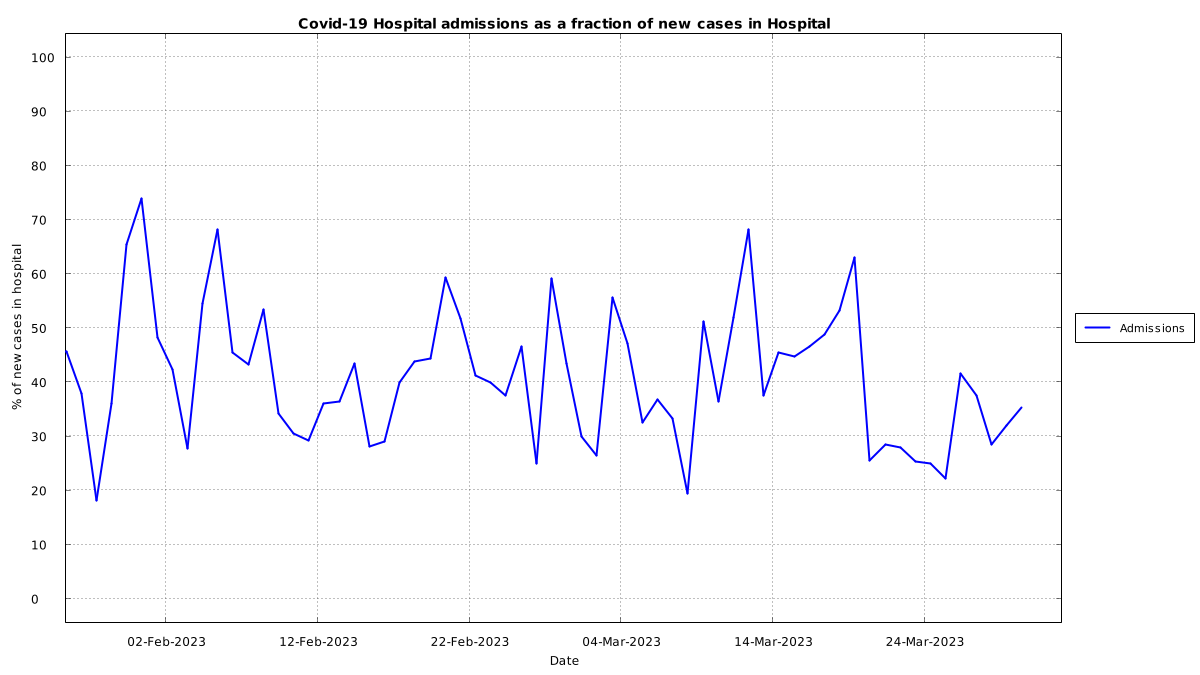 Covid-19 Hospital admissions as a fraction of new cases in Hospital
100
90
80
70
60
50
40
30
20
10
0
% of new cases in hospital
02-Feb-2023 12-Feb-2023 22-Feb-2023 04-Mar-2023 14-Mar-2023 24-Mar-2023
Date
Admissions